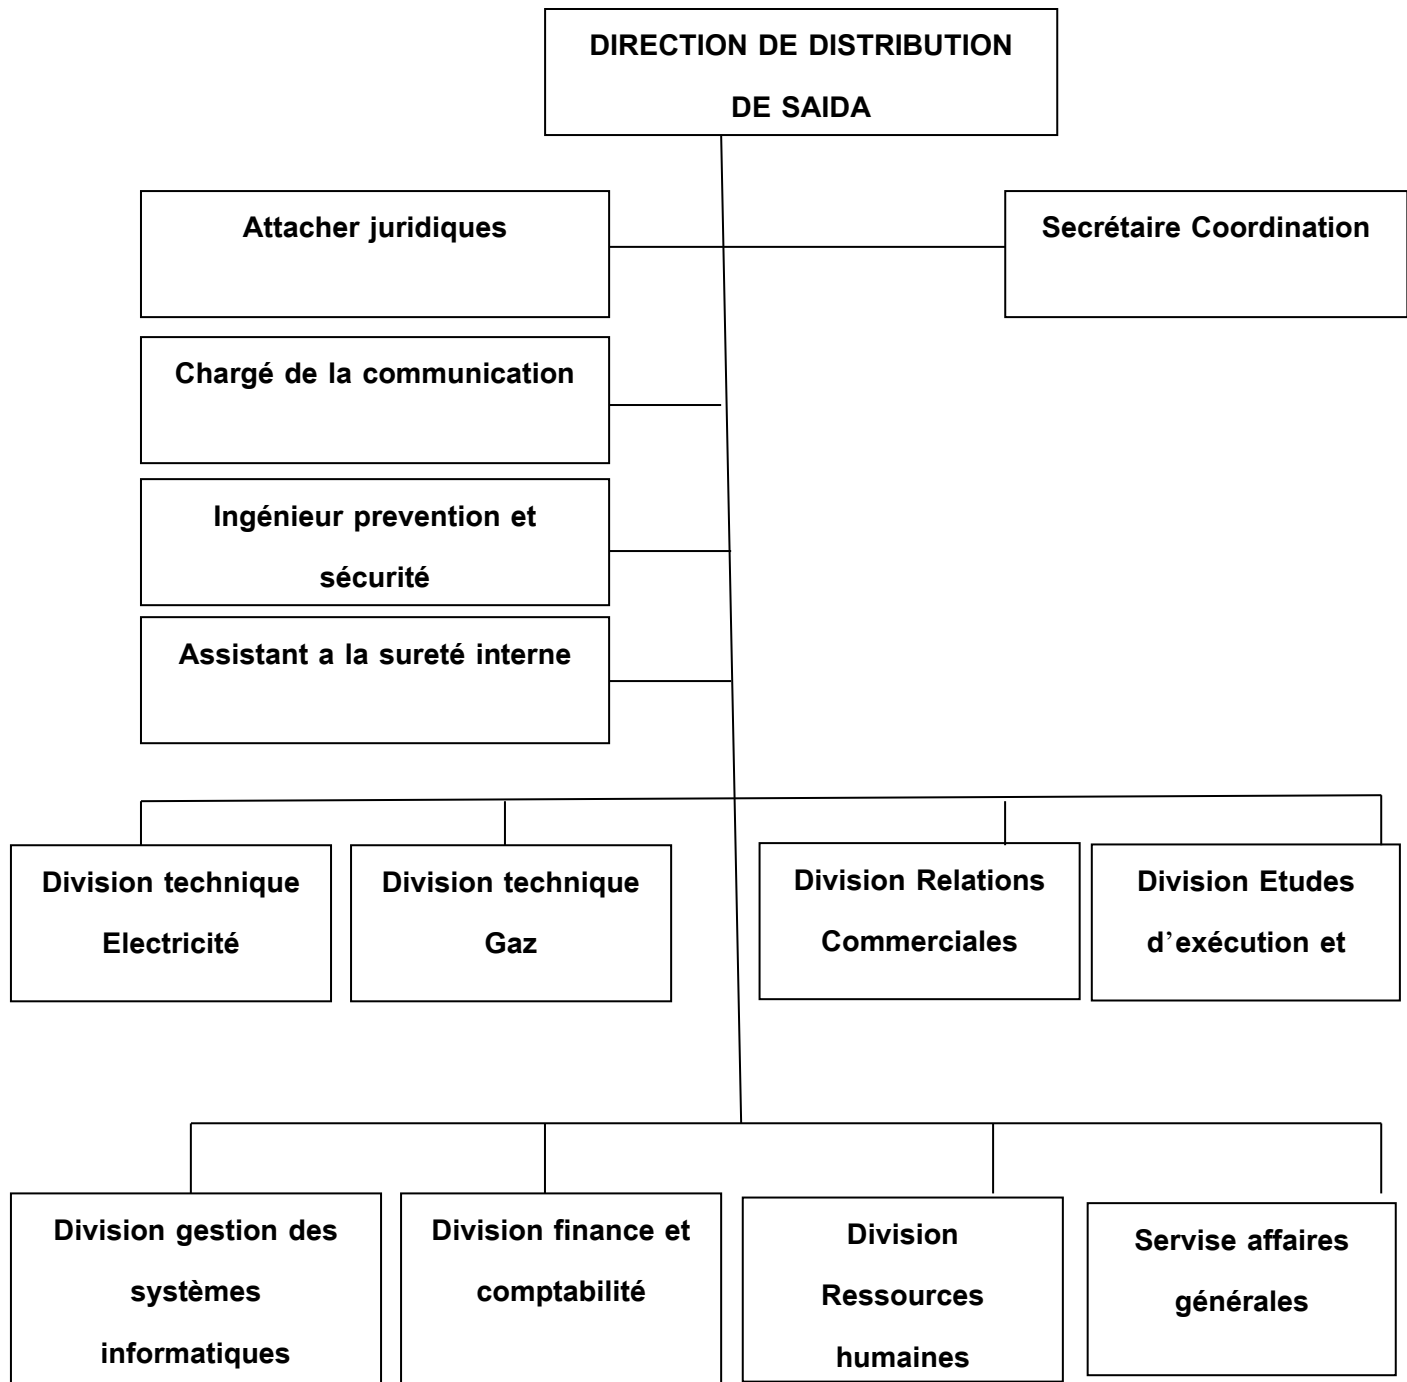 DIRECTION DE DISTRIBUTION
DE SAIDA
Attacher juridiques
Secrétaire Coordination
Chargé de la communication
Ingénieur prevention et
sécurité
Assistant a la sureté interne
Division technique
Electricité
Division technique
Gaz
Division Relations
Commerciales
Division Etudes
d’exécution et
Division gestion des
systèmes
informatiques
Division finance et
comptabilité
Division
Ressources
humaines
Servise affaires
générales